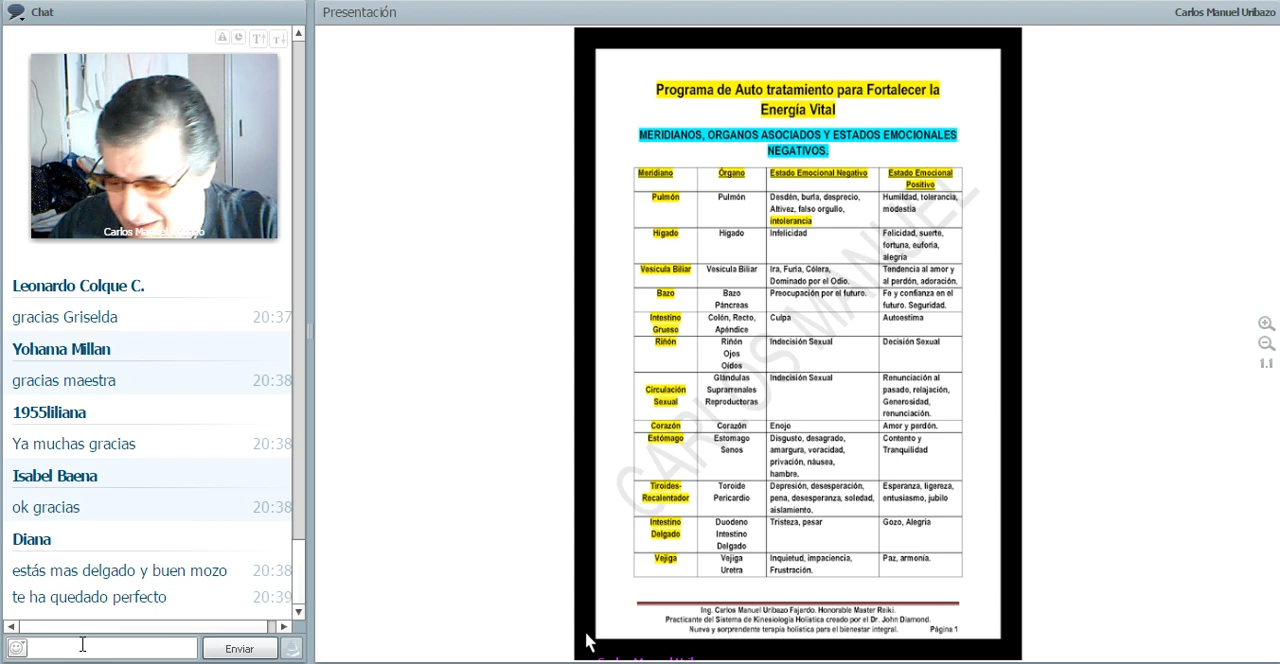 Chat
Presentación
Carlos Manuel Uribazo
Leonardo Colque C.
gracias Griselda 20:37
Yohama Millan
gracias maestra 20:38
1955liliana
Ya muchas gracias 20:38
Isabel Baena
ok gracias 20:38
Diana
estás mas delgado y buen mozo 20:38
te ha quedado perfecto 20:39
Enviar
Programa de Auto tratamiento para Fortalecer la
Energía Vital
MERIDIANOS, ORGANOS ASOCIADOS Y ESTADOS EMOCIONALES
NEGATIVOS.
Meridiano Órgano Estado Emocional Negativo Estado Emocional
Positivo
Pulmón Pulmón Desdén, burla, desprecio, Humildad, tolerancia,
Altivez, falso orgullo, modestia
intolerancia
Hígado Hígado Infelicidad Felicidad, suerte,
fortuna, euforia,
alegría
Vesícula Biliar Vesícula Biliar Ira, Furia, Cólera, Tendencia al amor y
Dominado por el Odio. al perdón, adoración.
Bazo Bazo Preocupación por el futuro. Fe y confianza en el
Páncreas futuro. Seguridad.
Intestino Colón, Recto, Culpa Autoestima
Grueso Apéndice
Riñón Riñón Indecisión Sexual Decisión Sexual
Ojos
Oídos
Glándulas Indecisión Sexual Renunciación al
Circulación Suprarrenales pasado, relajación,
Sexual Reproductoras Generosidad,
renunciación.
Corazón Corazón Enojo Amor y perdón.
Estómago Estomago Disgusto, desagrado, Contento y
Senos amargura, voracidad, Tranquilidad
privación, náusea,
hambre.
Tiroides- Toroide Depresión, desesperación, Esperanza, ligereza,
Recalentador Pericardio pena, desesperanza, soledad, entusiasmo, jubilo
aislamiento.
Intestino Duodeno Tristeza, pesar Gozo, Alegría
Delgado Intestino
Delgado
Vejiga Vejiga Inquietud, impaciencia, Paz, armonía.
Uretra Frustración.
CARLOS MANUEL
Ing. Carlos Manuel Uribazo Fajardo. Honorable Master Reiki.
Practicante del Sistema de Kinesiología Holística creado por el Dr. John Diamond.
Nueva y sorprendente terapia holística para el bienestar integral. Página 1
1.1